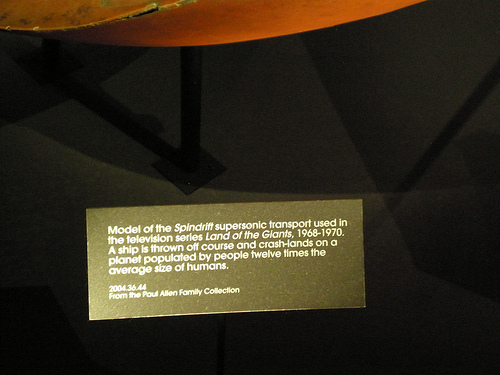 Model of the Spindrift supersonic transport used in
the television series Land of the Giants, 1968-1970.
A ship is thrown off course and crash-lands on a
planet populated by people twelve times the
average size of humans.
2004.36.44
From the Paul Allen Family Collection